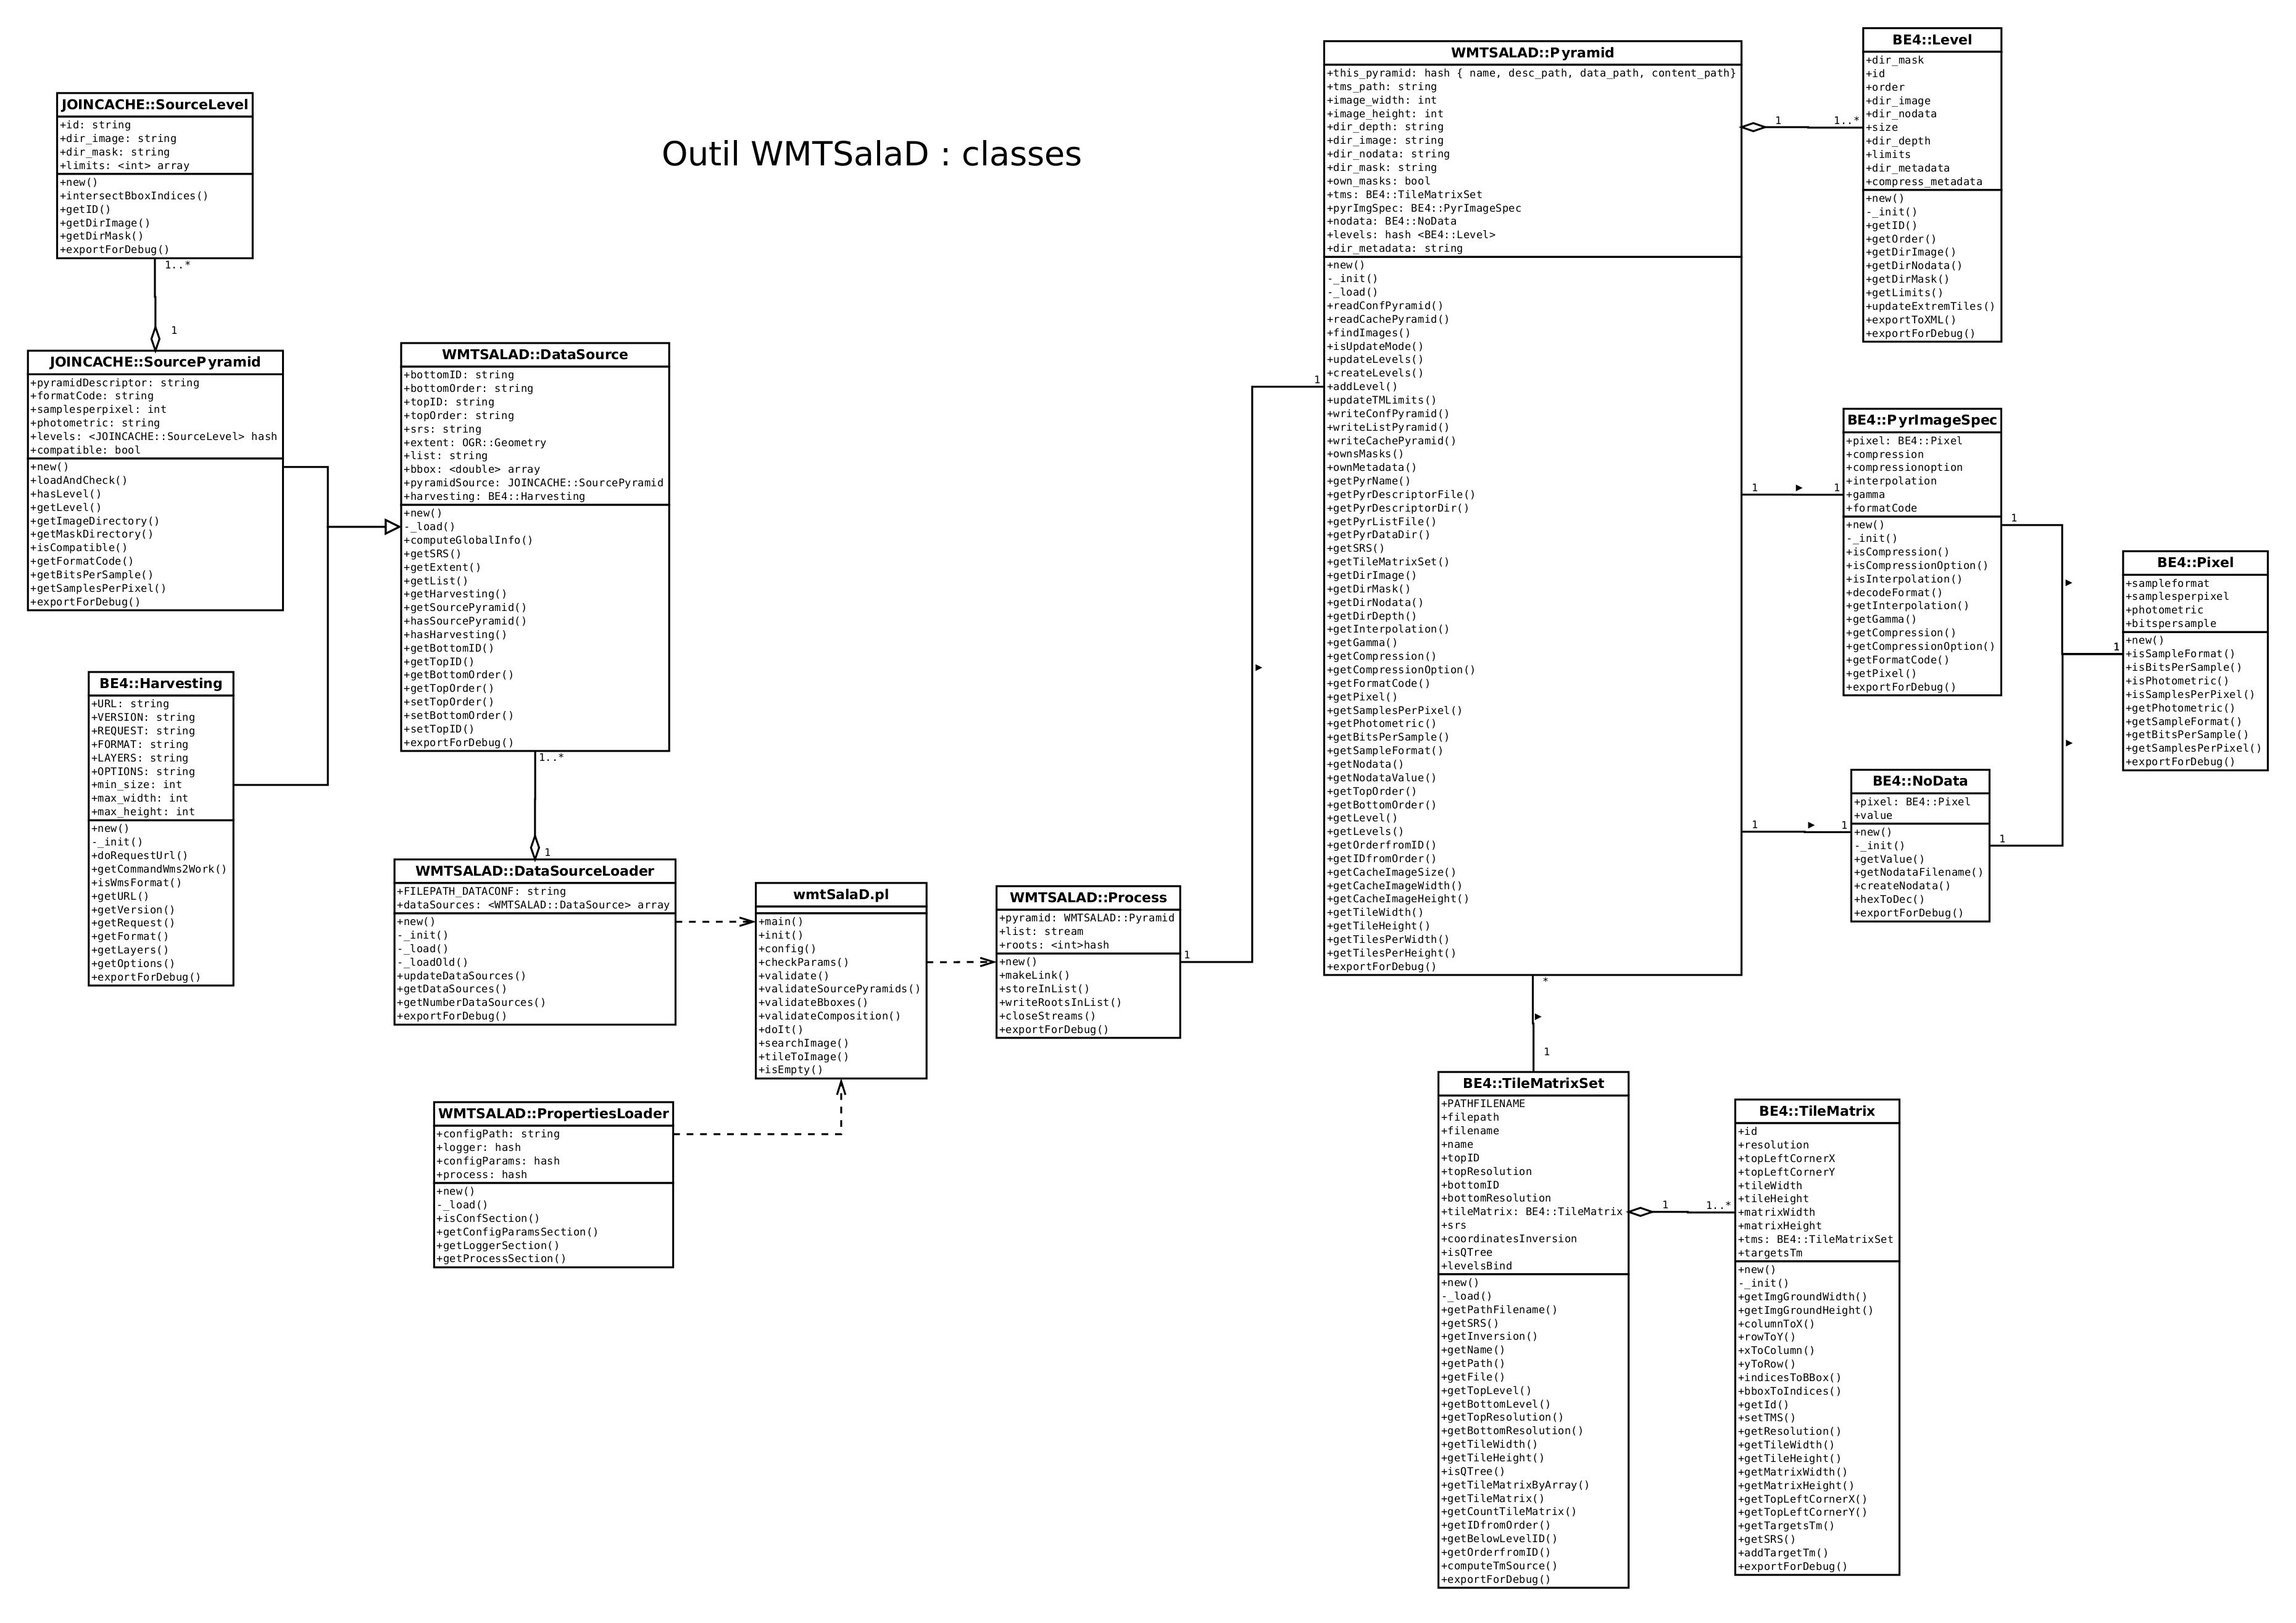 Outil WMTSalaD : classes
JOINCACHE::SourceLevel
+id: string
+dir_image: string
+dir_mask: string
+limits: <int> array
+new()
+intersectBboxIndices()
+getID()
+getDirImage()
+getDirMask()
+exportForDebug()
1..*
1
JOINCACHE::SourcePyramid
+pyramidDescriptor: string
+formatCode: string
+samplesperpixel: int
+photometric: string
+levels: <JOINCACHE::SourceLevel> hash
+compatible: bool
+new()
+loadAndCheck()
+hasLevel()
+getLevel()
+getImageDirectory()
+getMaskDirectory()
+isCompatible()
+getFormatCode()
+getBitsPerSample()
+getSamplesPerPixel()
+exportForDebug()
BE4::Harvesting
+URL: string
+VERSION: string
+REQUEST: string
+FORMAT: string
+LAYERS: string
+OPTIONS: string
+min_size: int
+max_width: int
+max_height: int
+new()
-_init()
+doRequestUrl()
+getCommandWms2Work()
+isWmsFormat()
+getURL()
+getVersion()
+getRequest()
+getFormat()
+getLayers()
+getOptions()
+exportForDebug()
WMTSALAD::DataSource
+bottomID: string
+bottomOrder: string
+topID: string
+topOrder: string
+srs: string
+extent: OGR::Geometry
+list: string
+bbox: <double> array
+pyramidSource: JOINCACHE::SourcePyramid
+harvesting: BE4::Harvesting
+new()
-_load()
+computeGlobalInfo()
+getSRS()
+getExtent()
+getList()
+getHarvesting()
+getSourcePyramid()
+hasSourcePyramid()
+hasHarvesting()
+getBottomID()
+getTopID()
+getBottomOrder()
+getTopOrder()
+setTopOrder()
+setBottomOrder()
+setTopID()
+exportForDebug()
1..*
1
WMTSALAD::DataSourceLoader
+FILEPATH_DATACONF: string
+dataSources: <WMTSALAD::DataSource> array
+new()
-_init()
-_load()
-_loadOld()
+updateDataSources()
+getDataSources()
+getNumberDataSources()
+exportForDebug()
WMTSALAD::PropertiesLoader
+configPath: string
+logger: hash
+configParams: hash
+process: hash
+new()
-_load()
+isConfSection()
+getConfigParamsSection()
+getLoggerSection()
+getProcessSection()
wmtSalaD.pl
+main()
+init()
+config()
+checkParams()
+validate()
+validateSourcePyramids()
+validateBboxes()
+validateComposition()
+doIt()
+searchImage()
+tileToImage()
+isEmpty()
WMTSALAD::Process
+pyramid: WMTSALAD::Pyramid
+list: stream
+roots: <int>hash
+new()
+makeLink()
+storeInList()
+writeRootsInList()
+closeStreams()
+exportForDebug()
1
1
WMTSALAD::Pyramid
+this_pyramid: hash { name, desc_path, data_path, content_path}
+tms_path: string
+image_width: int
+image_height: int
+dir_depth: string
+dir_image: string
+dir_nodata: string
+dir_mask: string
+own_masks: bool
+tms: BE4::TileMatrixSet
+pyrImgSpec: BE4::PyrImageSpec
+nodata: BE4::NoData
+levels: hash <BE4::Level>
+dir_metadata: string
+new()
-_init()
-_load()
+readConfPyramid()
+readCachePyramid()
+findImages()
+isUpdateMode()
+updateLevels()
+createLevels()
+addLevel()
+updateTMLimits()
+writeConfPyramid()
+writeListPyramid()
+writeCachePyramid()
+ownsMasks()
+ownMetadata()
+getPyrName()
+getPyrDescriptorFile()
+getPyrDescriptorDir()
+getPyrListFile()
+getPyrDataDir()
+getSRS()
+getTileMatrixSet()
+getDirImage()
+getDirMask()
+getDirNodata()
+getDirDepth()
+getInterpolation()
+getGamma()
+getCompression()
+getCompressionOption()
+getFormatCode()
+getPixel()
+getSamplesPerPixel()
+getPhotometric()
+getBitsPerSample()
+getSampleFormat()
+getNodata()
+getNodataValue()
+getTopOrder()
+getBottomOrder()
+getLevel()
+getLevels()
+getOrderfromID()
+getIDfromOrder()
+getCacheImageSize()
+getCacheImageWidth()
+getCacheImageHeight()
+getTileWidth()
+getTileHeight()
+getTilesPerWidth()
+getTilesPerHeight()
+exportForDebug()
1
1..*
BE4::Level
+dir_mask
+id
+order
+dir_image
+dir_nodata
+size
+dir_depth
+limits
+dir_metadata
+compress_metadata
+new()
-_init()
+getID()
+getOrder()
+getDirImage()
+getDirNodata()
+getDirMask()
+getLimits()
+updateExtremTiles()
+exportToXML()
+exportForDebug()
1
1
BE4::PyrImageSpec
+pixel: BE4::Pixel
+compression
+compressionoption
+interpolation
+gamma
+formatCode
+new()
-_init()
+isCompression()
+isCompressionOption()
+isInterpolation()
+decodeFormat()
+getInterpolation()
+getGamma()
+getCompression()
+getCompressionOption()
+getFormatCode()
+getPixel()
+exportForDebug()
1
1
BE4::Pixel
+sampleformat
+samplesperpixel
+photometric
+bitspersample
+new()
+isSampleFormat()
+isBitsPerSample()
+isPhotometric()
+isSamplesPerPixel()
+getPhotometric()
+getSampleFormat()
+getBitsPerSample()
+getSamplesPerPixel()
+exportForDebug()
1
1
BE4::NoData
+pixel: BE4::Pixel
+value
+new()
-_init()
+getValue()
+getNodataFilename()
+createNodata()
+hexToDec()
+exportForDebug()
1
*
1
BE4::TileMatrixSet
+PATHFILENAME
+filepath
+filename
+name
+topID
+topResolution
+bottomID
+bottomResolution
+tileMatrix: BE4::TileMatrix
+srs
+coordinatesInversion
+isQTree
+levelsBind
+new()
-_load()
+getPathFilename()
+getSRS()
+getInversion()
+getName()
+getPath()
+getFile()
+getTopLevel()
+getBottomLevel()
+getTopResolution()
+getBottomResolution()
+getTileWidth()
+getTileHeight()
+isQTree()
+getTileMatrixByArray()
+getTileMatrix()
+getCountTileMatrix()
+getIDfromOrder()
+getBelowLevelID()
+getOrderfromID()
+computeTmSource()
+exportForDebug()
1
1..*
BE4::TileMatrix
+id
+resolution
+topLeftCornerX
+topLeftCornerY
+tileWidth
+tileHeight
+matrixWidth
+matrixHeight
+tms: BE4::TileMatrixSet
+targetsTm
+new()
-_init()
+getImgGroundWidth()
+getImgGroundHeight()
+columnToX()
+rowToY()
+xToColumn()
+yToRow()
+indicesToBBox()
+bboxToIndices()
+getId()
+setTMS()
+getResolution()
+getTileWidth()
+getTileHeight()
+getMatrixWidth()
+getMatrixHeight()
+getTopLeftCornerX()
+getTopLeftCornerY()
+getTargetsTm()
+getSRS()
+addTargetTm()
+exportForDebug()